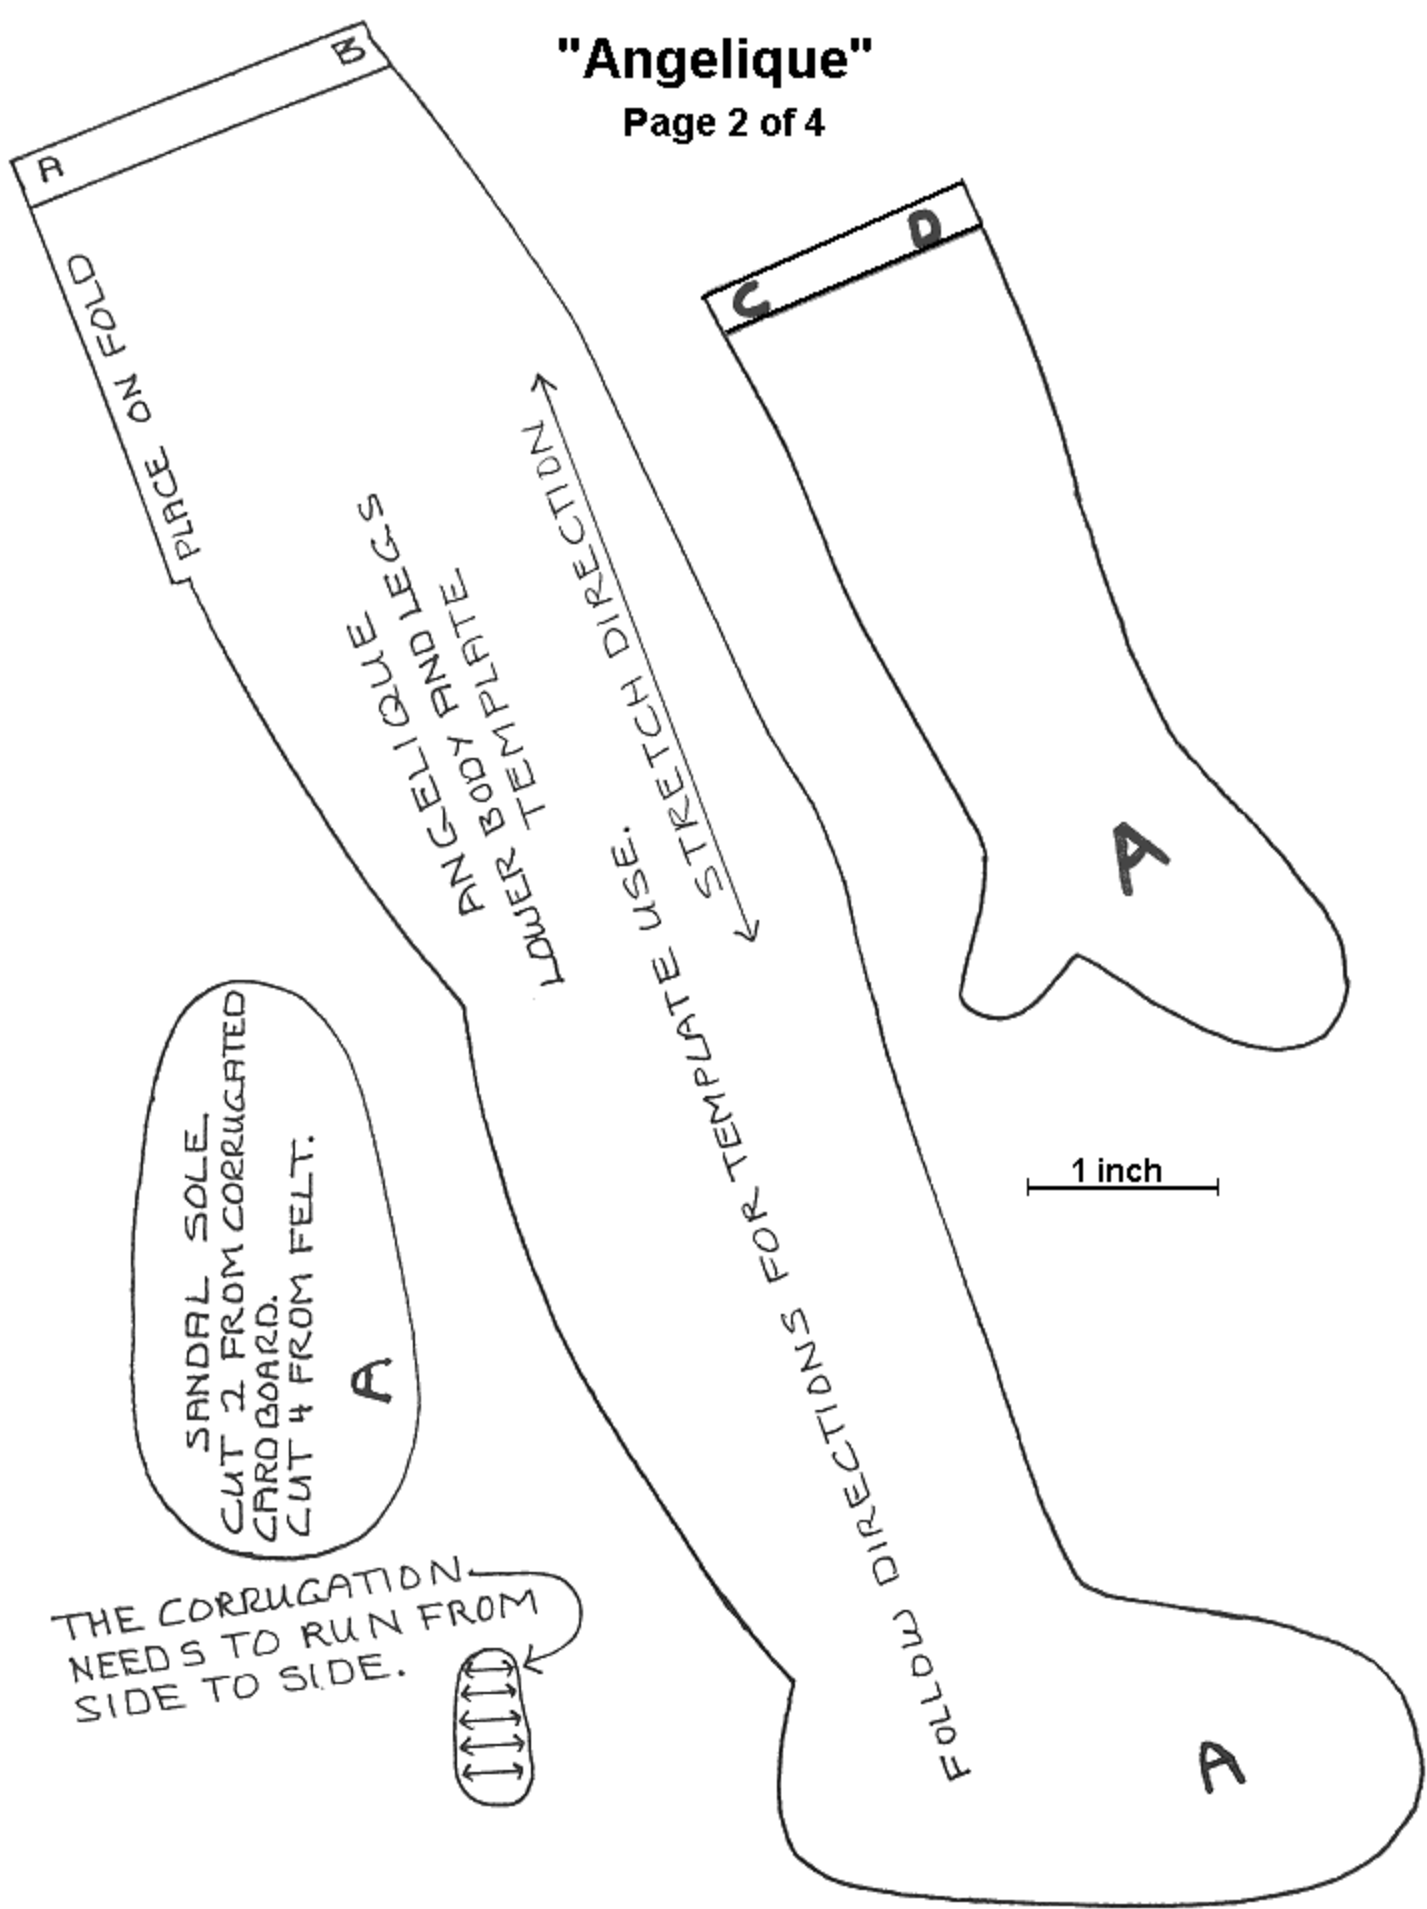 "Angelique"
Page 2 of 4
A
B
PLACE ON FOLD
C
D
STRETCH DIRECTION
ANGELIQUE
LOWER BODY AND LEGS
TEMPLATE
FOLLOW DIRECTIONS FOR TEMPLATE USE.
A
1 inch
SANDAL SOLE
CUT 2 FROM CORRUGATED
CARDBOARD.
CUT 4 FROM FELT.
A
THE CORRUGATION
NEEDS TO RUN FROM
SIDE TO SIDE.
A